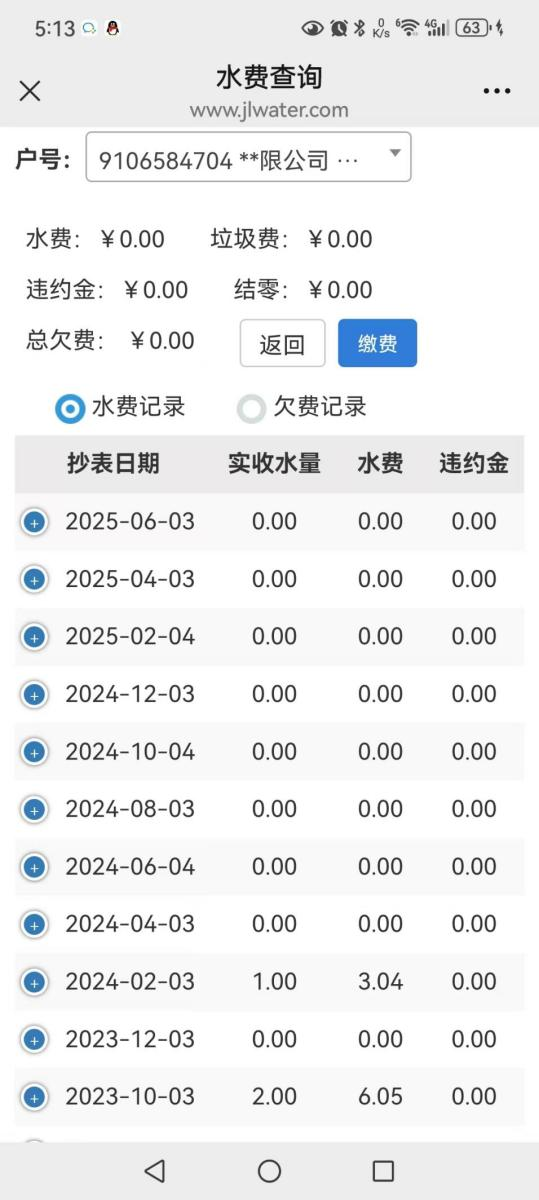 5:13 0 K/s 6 4G 63
水费查询
www.jlwater.com
户号： 9106584704 **限公司 ···
水费： ￥0.00 垃圾费： ￥0.00
违约金： ￥0.00 结零： ￥0.00
总欠费： ￥0.00 返回 缴费
水费记录 欠费记录
抄表日期 实收水量 水费 违约金
+ 2025-06-03 0.00 0.00 0.00
+ 2025-04-03 0.00 0.00 0.00
+ 2025-02-04 0.00 0.00 0.00
+ 2024-12-03 0.00 0.00 0.00
+ 2024-10-04 0.00 0.00 0.00
+ 2024-08-03 0.00 0.00 0.00
+ 2024-06-04 0.00 0.00 0.00
+ 2024-04-03 0.00 0.00 0.00
+ 2024-02-03 1.00 3.04 0.00
+ 2023-12-03 0.00 0.00 0.00
+ 2023-10-03 2.00 6.05 0.00